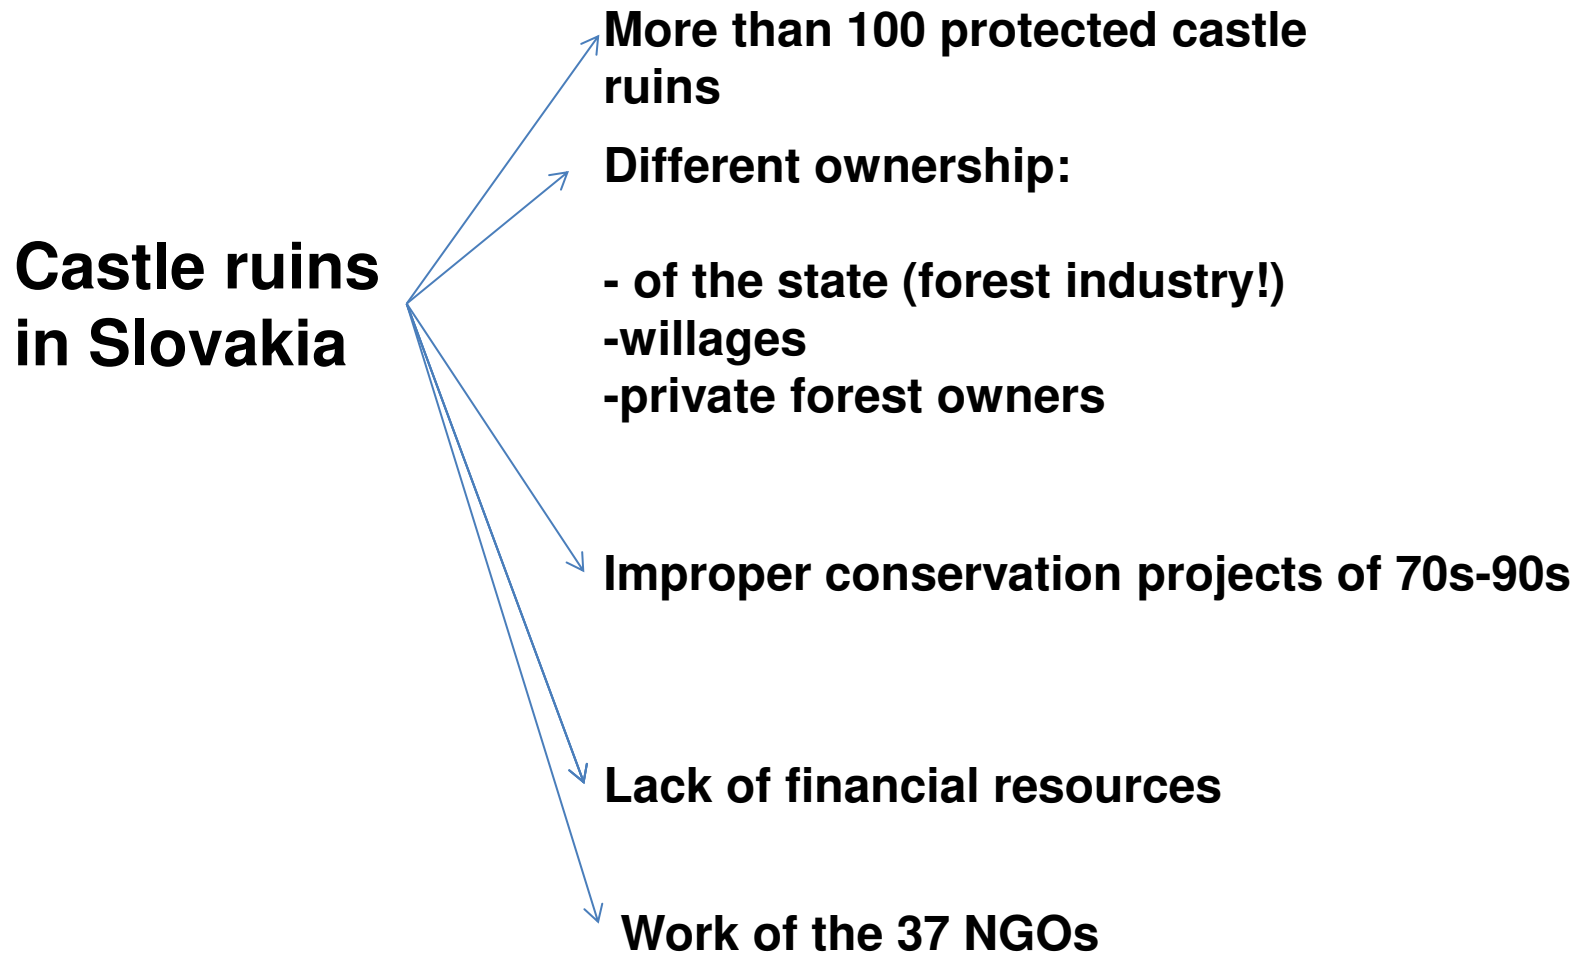 Castle ruins
in Slovakia
More than 100 protected castle
ruins
Different ownership:
- of the state (forest industry!)
-willages
-private forest owners
Improper conservation projects of 70s-90s
Lack of financial resources
Work of the 37 NGOs